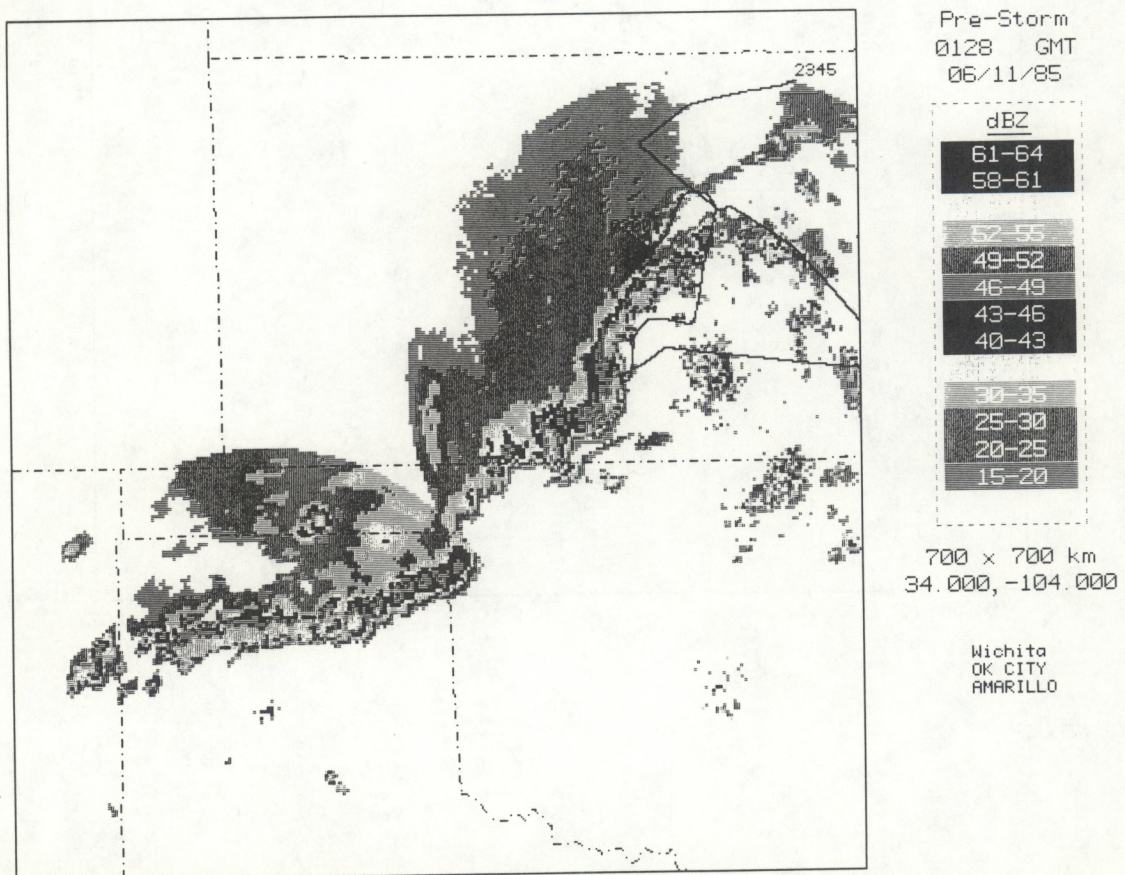 2345
Pre-Storm
0128 GMT
06/11/85
dBZ
61-64
58-61
52-55
49-52
46-49
43-46
40-43
30-35
25-30
20-25
15-20
700 x 700 km
34.000,-104.000
Wichita
OK CITY
AMARILLO